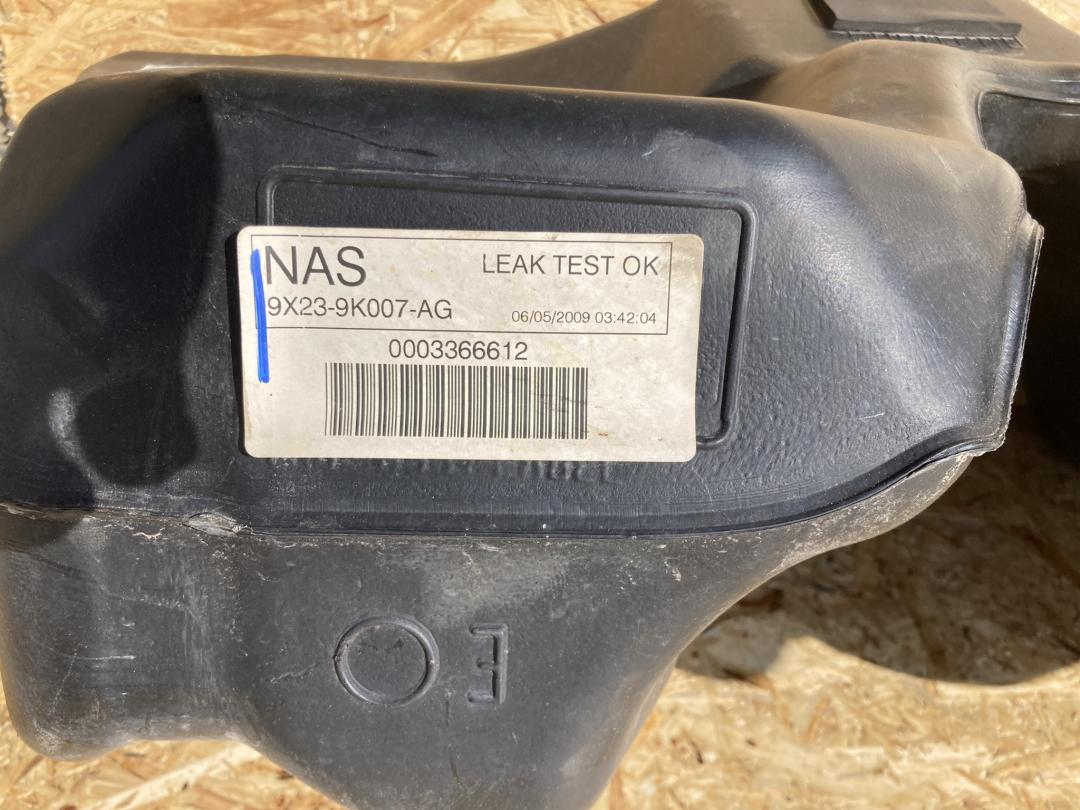 NAS
LEAK TEST OK
9X23-9K007-AG
06/05/2009 03:42:04
0003366612